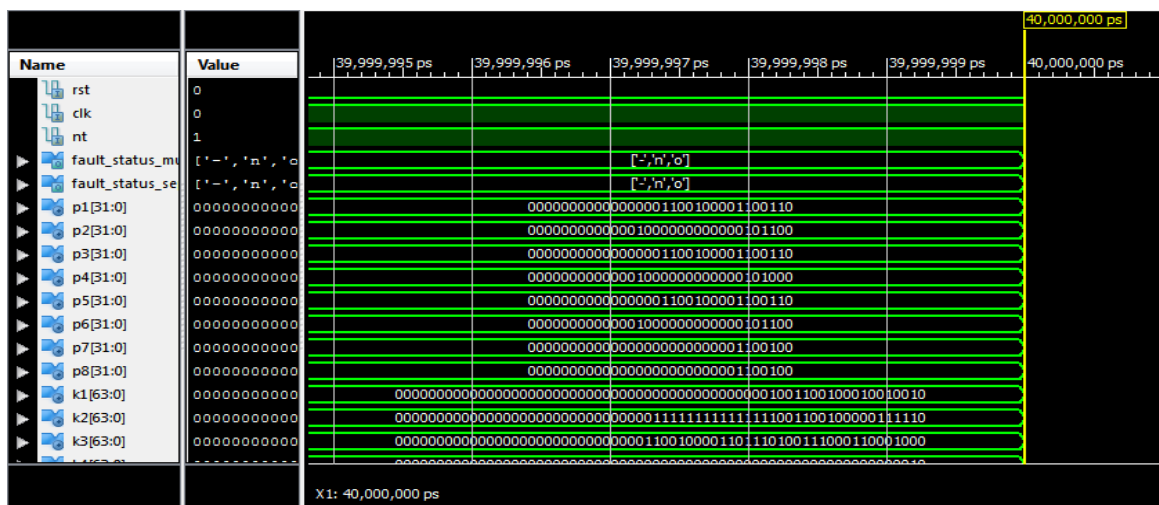 40,000,000 ps
Name Value 39,999,995 ps 39,999,996 ps 39,999,997 ps 39,999,998 ps 39,999,999 ps 40,000,000 ps
rst 0
clk 0
nt 1
fault_status_mu ['-','n','o ['-','n','o']
fault_status_se ['-','n','o ['-','n','o']
p1[31:0] 00000000000 00000000000000001100100001100110
p2[31:0] 00000000000 00000000000001000000000000101100
p3[31:0] 00000000000 00000000000000001100100001100110
p4[31:0] 00000000000 00000000000001000000000000101000
p5[31:0] 00000000000 00000000000000001100100001100110
p6[31:0] 00000000000 00000000000001000000000000101100
p7[31:0] 00000000000 00000000000000000000000001100100
p8[31:0] 00000000000 00000000000000000000000001100100
k1[63:0] 00000000000 0000000000000000000000000000000000000000000001001100100010010010
k2[63:0] 00000000000 0000000000000000000000000000000111111111111111001100100000111110
k3[63:0] 00000000000 0000000000000000000000000000001100100001101110100111000110001000
X1: 40,000,000 ps